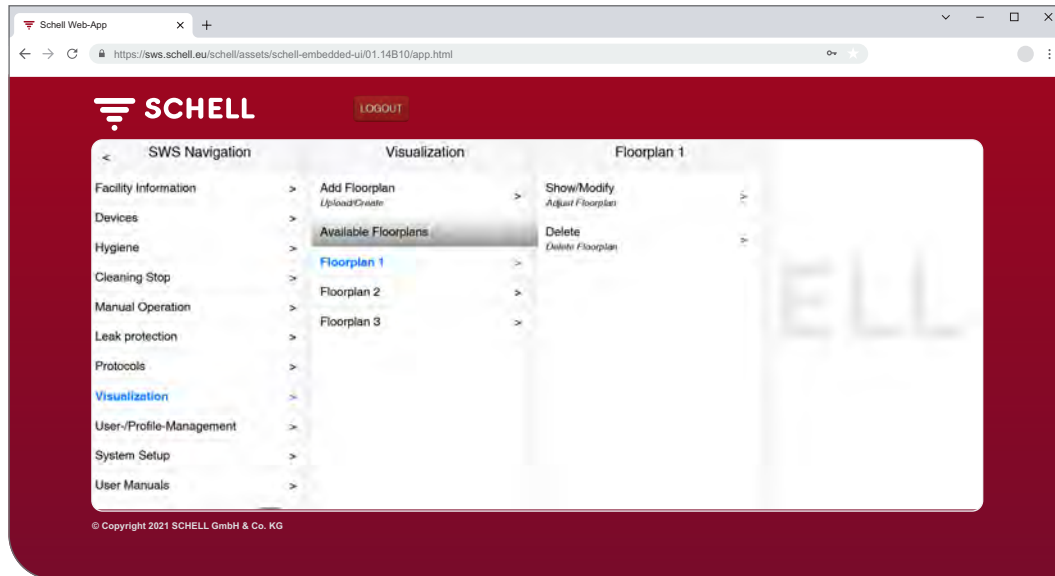 Schell Web-App
https://sws.schell.eu/schell/assets/schell-embedded-ui/01.14B10/app.html
SCHELL
LOGOUT
< SWS Navigation
Facility Information >
Devices >
Hygiene >
Cleaning Stop >
Manual Operation >
Leak protection >
Protocols >
Visualization >
User-/Profile-Management >
System Setup >
User Manuals >
Visualization
Add Floorplan >
Upload/Create
Available Floorplans
Floorplan 1 >
Floorplan 2 >
Floorplan 3 >
Floorplan 1
Show/Modify >
Adjust Floorplan
Delete >
Delete Floorplan
ELL
© Copyright 2021 SCHELL GmbH & Co. KG